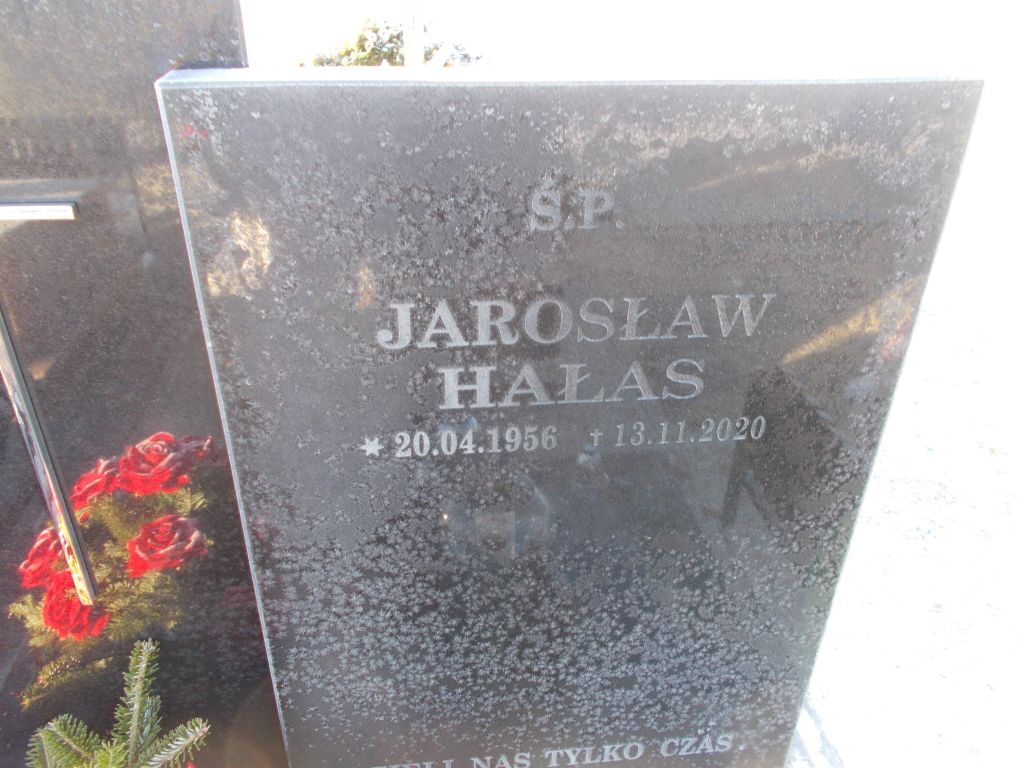 Ś.P.
JAROSŁAW
HAŁAS
* 20.04.1956 † 13.11.2020
NAS TYLKO CZAS